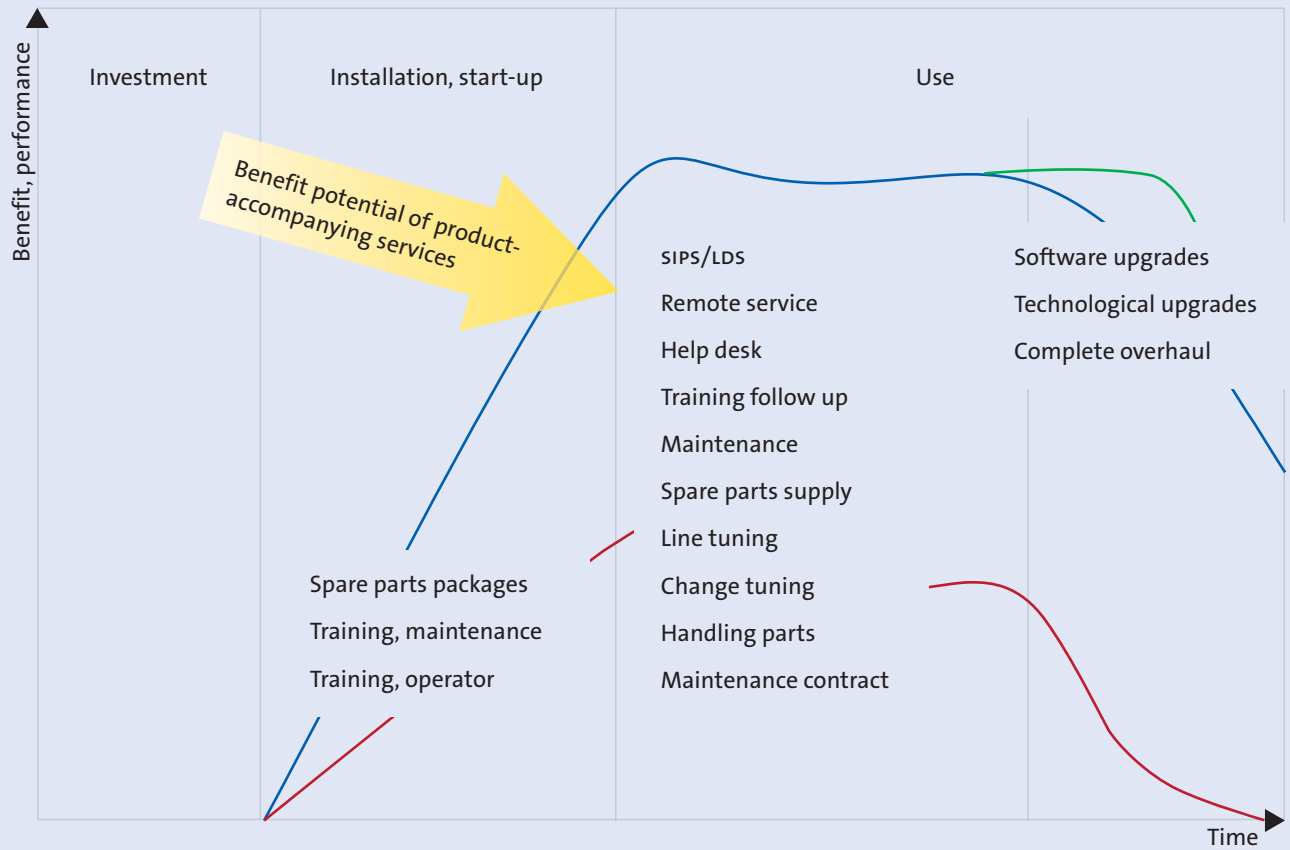 Benefit, performance
Investment
Installation, start-up
Use
Benefit potential of product-
accompanying services
SIPS/LDS
Remote service
Help desk
Training follow up
Maintenance
Spare parts supply
Line tuning
Change tuning
Handling parts
Maintenance contract
Software upgrades
Technological upgrades
Complete overhaul
Spare parts packages
Training, maintenance
Training, operator
Time